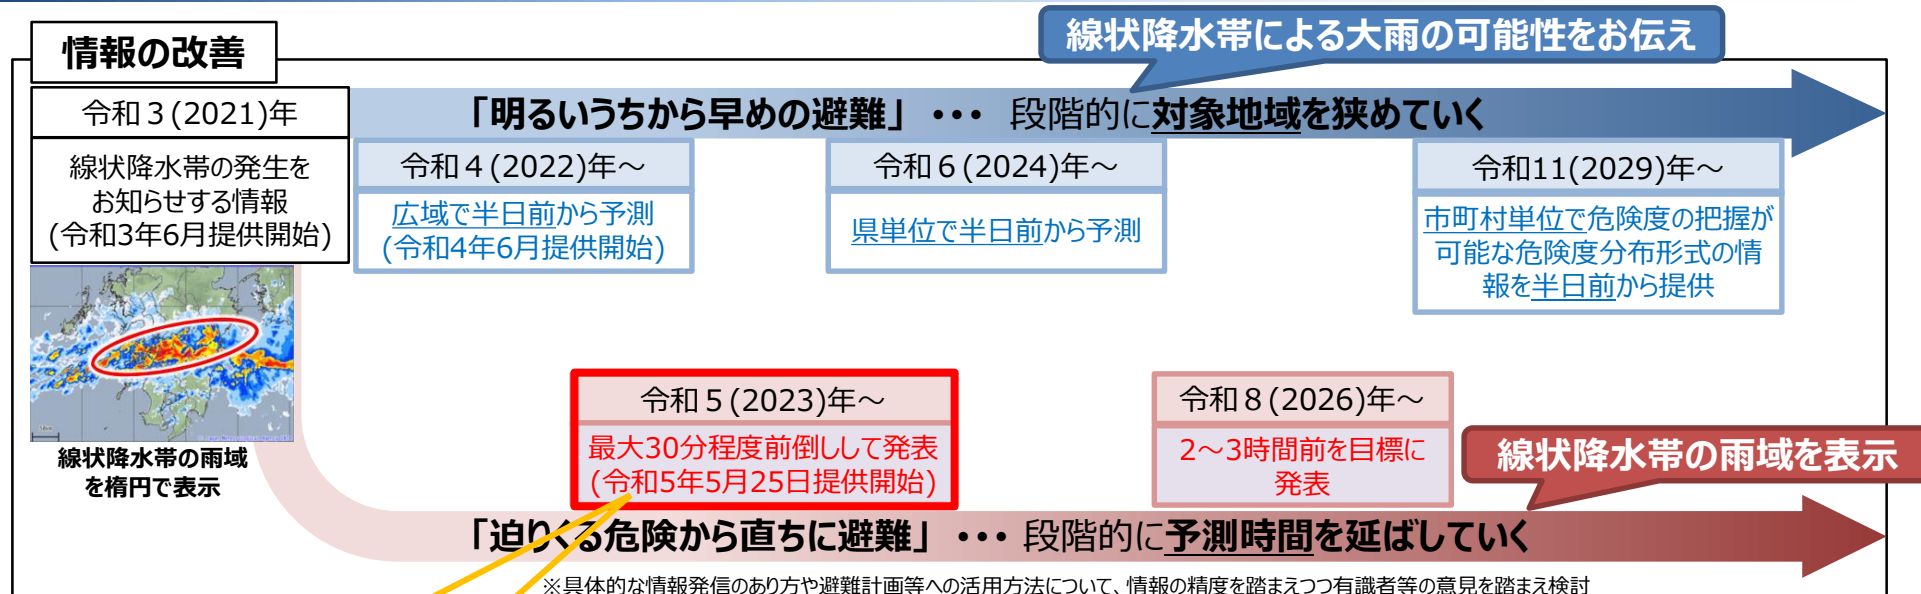 線状降水帯による大雨の可能性をお伝え
情報の改善
令和３(2021)年
「明るいうちから早めの避難」 ・・・ 段階的に対象地域を狭めていく
線状降水帯の発生を
お知らせする情報
(令和3年6月提供開始)
令和４(2022)年～
広域で半日前から予測
(令和4年6月提供開始)
令和６(2024)年～
県単位で半日前から予測
令和11(2029)年～
市町村単位で危険度の把握が
可能な危険度分布形式の情
報を半日前から提供
線状降水帯の雨域
を楕円で表示
令和５(2023)年～
最大30分程度前倒しして発表
(令和5年5月25日提供開始)
令和８(2026)年～
2～3時間前を目標に
発表
線状降水帯の雨域を表示
「迫りくる危険から直ちに避難」 ・・・ 段階的に予測時間を延ばしていく
※具体的な情報発信のあり方や避難計画等への活用方法について、情報の精度を踏まえつつ有識者等の意見を踏まえ検討